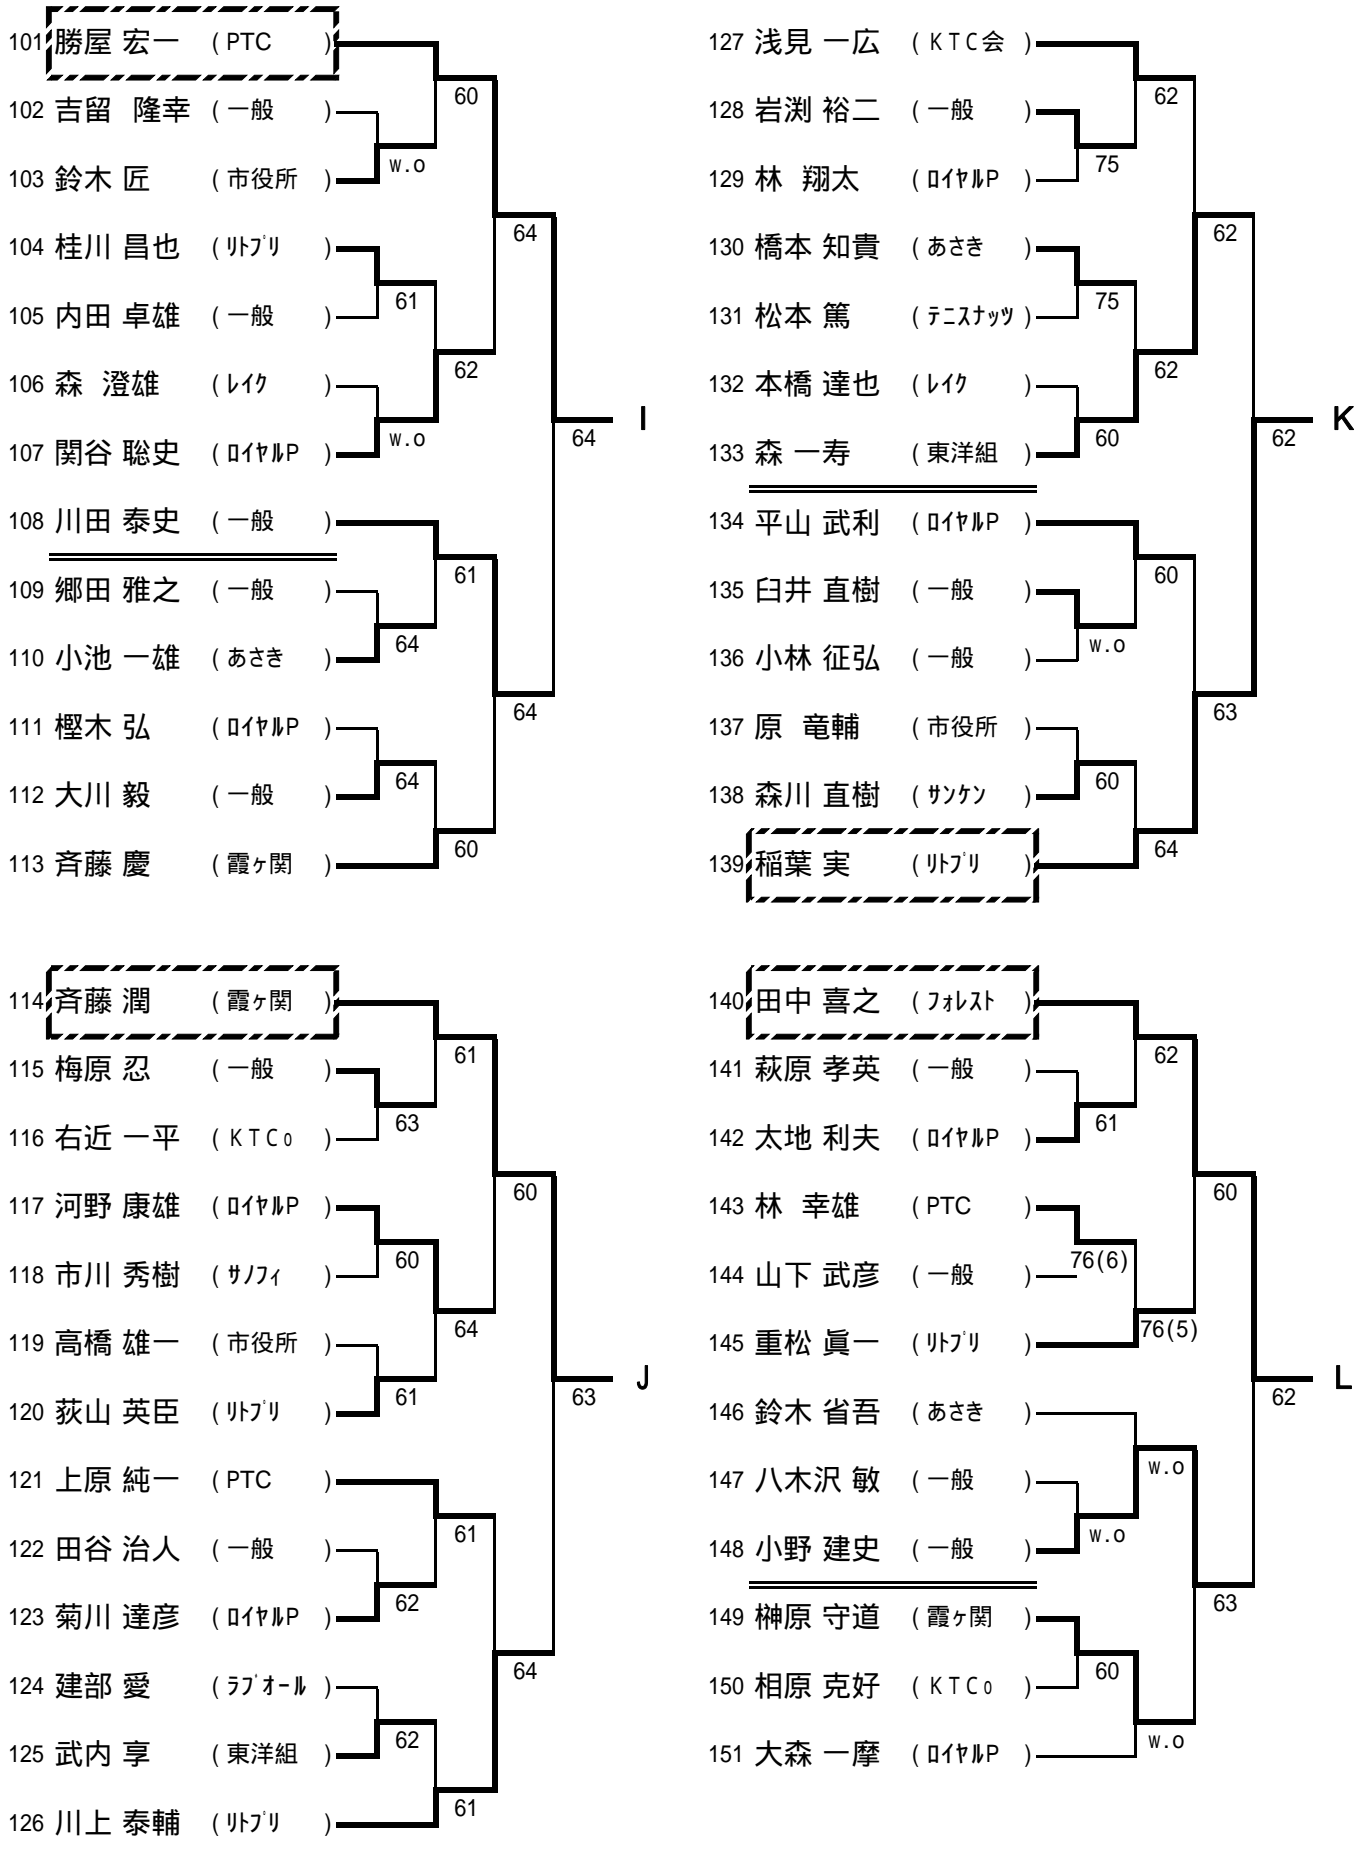 101 勝屋 宏一 ( PTC )
60
102 吉留 隆幸 ( 一般 )
w.o
103 鈴木 匠 ( 市役所 )
64
104 桂川 昌也 ( ﾘﾄﾌﾟﾘ )
61
105 内田 卓雄 ( 一般 )
62
106 森 澄雄 ( ﾚｲｸ )
w.o
64
I
107 関谷 聡史 ( ﾛｲﾔﾙP )
108 川田 泰史 ( 一般 )
61
109 郷田 雅之 ( 一般 )
64
110 小池 一雄 ( あさき )
64
111 樫木 弘 ( ﾛｲﾔﾙP )
64
112 大川 毅 ( 一般 )
60
113 斉藤 慶 ( 霞ヶ関 )
114 斉藤 潤 ( 霞ヶ関 )
61
115 梅原 忍 ( 一般 )
63
116 右近 一平 ( ＫＴＣo )
60
117 河野 康雄 ( ﾛｲﾔﾙP )
60
118 市川 秀樹 ( ｻﾉﾌｨ )
64
119 高橋 雄一 ( 市役所 )
61
63
J
120 荻山 英臣 ( ﾘﾄﾌﾟﾘ )
121 上原 純一 ( PTC )
61
122 田谷 治人 ( 一般 )
62
123 菊川 達彦 ( ﾛｲﾔﾙP )
64
124 建部 愛 ( ﾗﾌﾞｵｰﾙ )
62
125 武内 享 ( 東洋組 )
61
126 川上 泰輔 ( ﾘﾄﾌﾟﾘ )
127 浅見 一広 ( ＫＴＣ会 )
62
128 岩渕 裕二 ( 一般 )
75
129 林 翔太 ( ﾛｲﾔﾙP )
62
130 橋本 知貴 ( あさき )
75
131 松本 篤 ( ﾃﾆｽﾅｯﾂ )
62
132 本橋 達也 ( ﾚｲｸ )
60
62
K
133 森 一寿 ( 東洋組 )
134 平山 武利 ( ﾛｲﾔﾙP )
60
135 臼井 直樹 ( 一般 )
w.o
136 小林 征弘 ( 一般 )
63
137 原 竜輔 ( 市役所 )
60
138 森川 直樹 ( ｻﾝｹﾝ )
64
139 稲葉 実 ( ﾘﾄﾌﾟﾘ )
140 田中 喜之 ( ﾌｫﾚｽﾄ )
62
141 萩原 孝英 ( 一般 )
61
142 太地 利夫 ( ﾛｲﾔﾙP )
60
143 林 幸雄 ( PTC )
76(6)
144 山下 武彦 ( 一般 )
76(5)
145 重松 眞一 ( ﾘﾄﾌﾟﾘ )
62
L
146 鈴木 省吾 ( あさき )
w.o
147 八木沢 敏 ( 一般 )
w.o
148 小野 建史 ( 一般 )
63
149 榊原 守道 ( 霞ヶ関 )
60
150 相原 克好 ( ＫＴＣo )
w.o
151 大森 一摩 ( ﾛｲﾔﾙP )